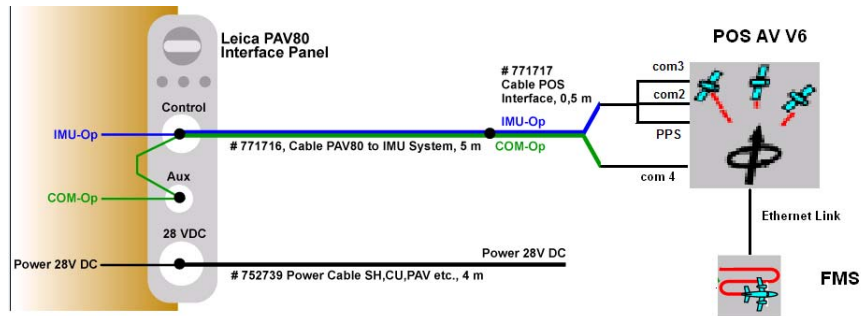 Leica PAV80
Interface Panel
Control
IMU-Op
COM-Op
Aux
28 VDC
Power 28V DC
# 771716, Cable PAV80 to IMU System, 5 m
# 771717
Cable POS
Interface, 0,5 m
IMU-Op
COM-Op
Power 28V DC
# 752739 Power Cable SH,CU,PAV etc., 4 m
POS AV V6
com3
com2
PPS
com 4
Ethernet Link
FMS